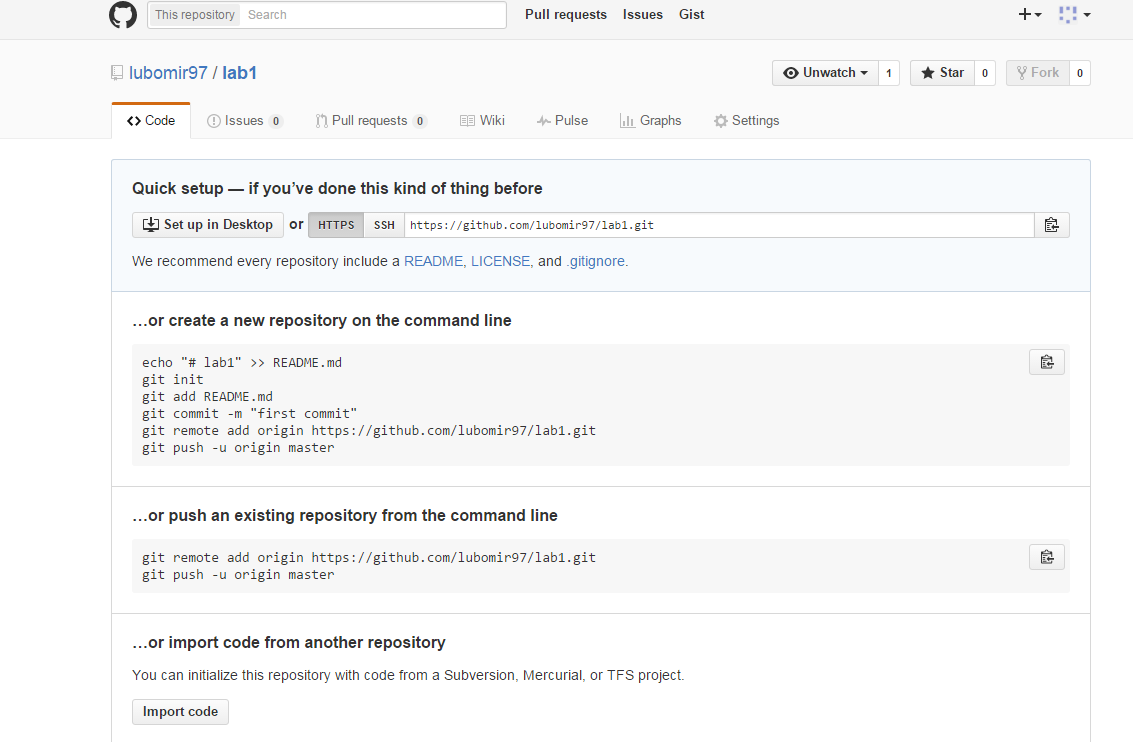 This repository Search Pull requests Issues Gist
lubomir97 / lab1 Unwatch 1 Star 0 Fork 0
Code Issues 0 Pull requests 0 Wiki Pulse Graphs Settings
Quick setup — if you’ve done this kind of thing before
Set up in Desktop or HTTPS SSH https://github.com/lubomir97/lab1.git
We recommend every repository include a README, LICENSE, and .gitignore.
…or create a new repository on the command line
echo "# lab1" >> README.md
git init
git add README.md
git commit -m "first commit"
git remote add origin https://github.com/lubomir97/lab1.git
git push -u origin master
…or push an existing repository from the command line
git remote add origin https://github.com/lubomir97/lab1.git
git push -u origin master
…or import code from another repository
You can initialize this repository with code from a Subversion, Mercurial, or TFS project.
Import code